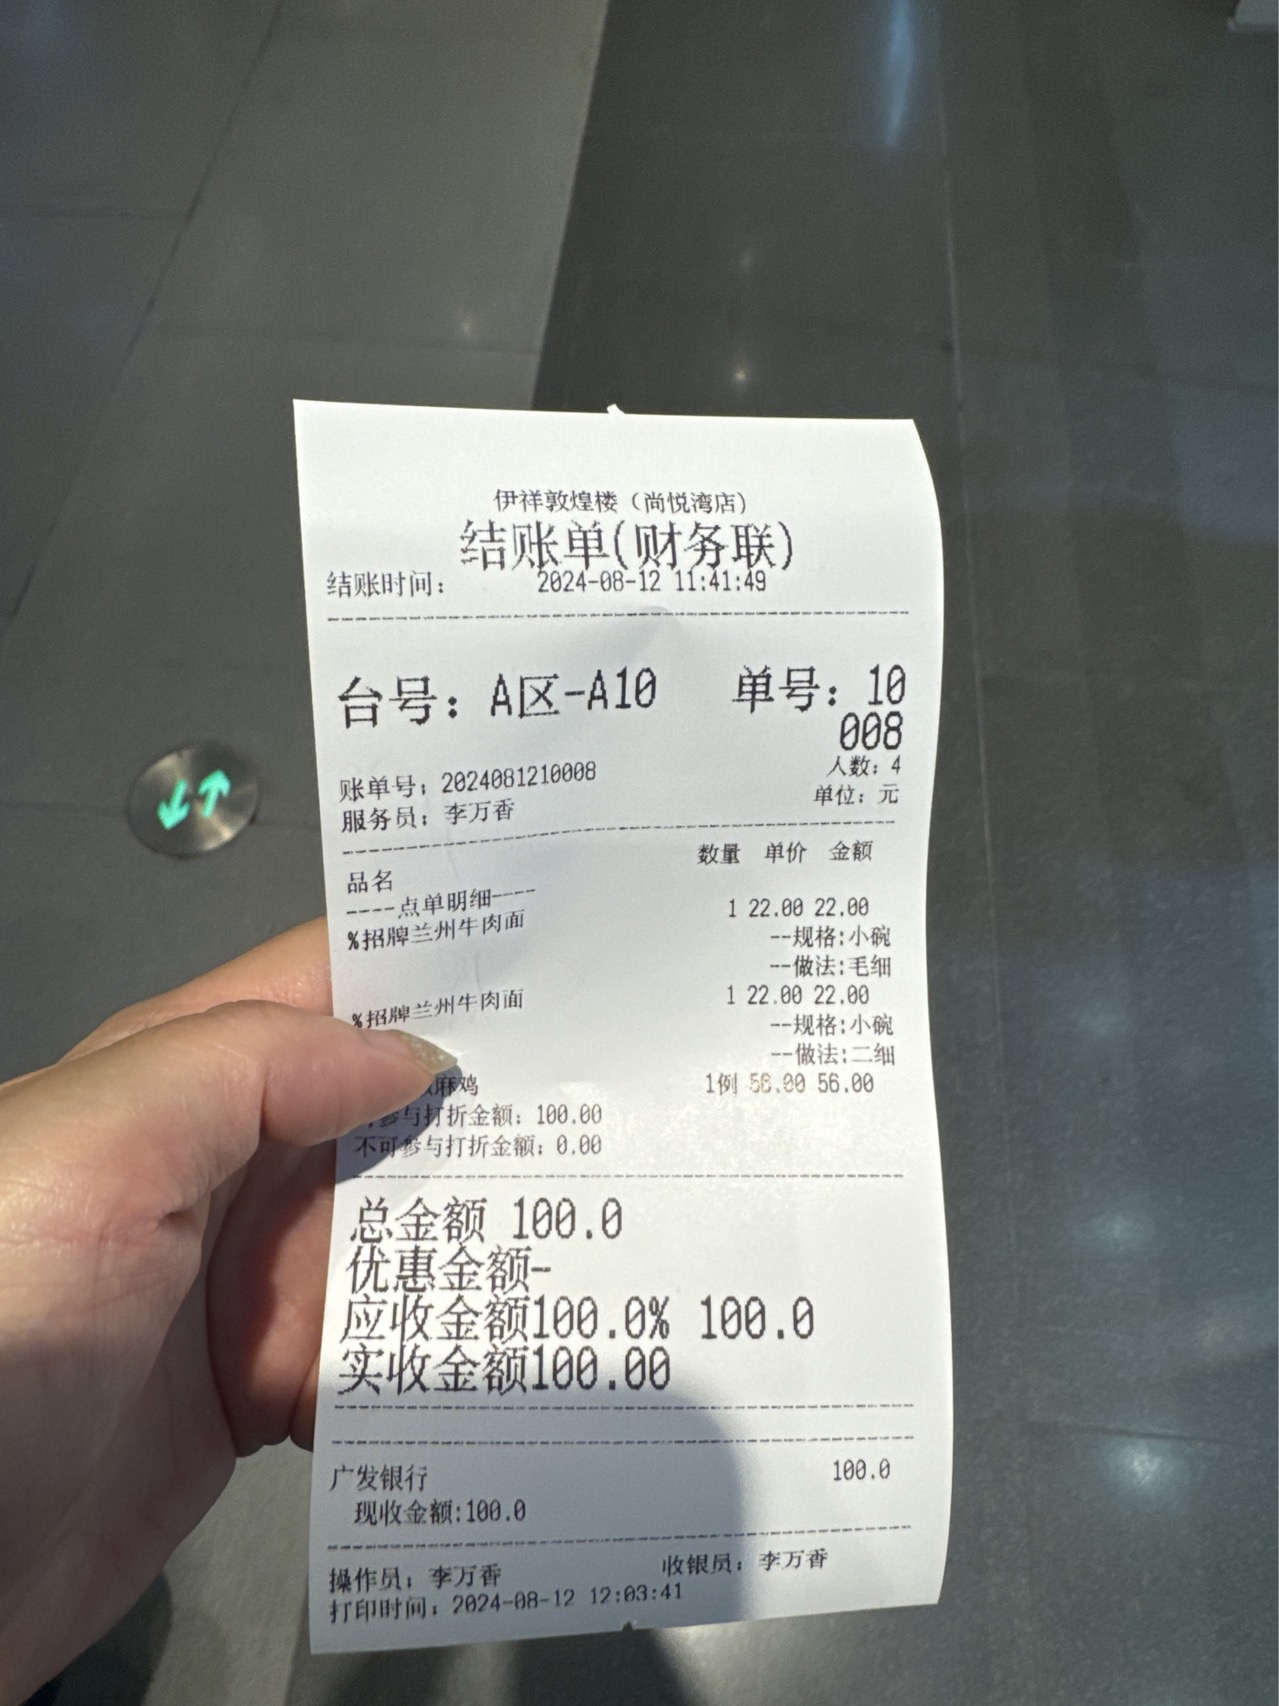 伊祥敦煌楼（尚悦湾店）
结账单(财务联)
结账时间： 2024-08-12 11:41:49
台号：A区-A10 单号：10
008
账单号：2024081210008 人数：4
服务员：李万香 单位：元
品名 数量 单价 金额
----点单明细----
%招牌兰州牛肉面 1 22.00 22.00
--规格:小碗
--做法:毛细
%招牌兰州牛肉面 1 22.00 22.00
--规格:小碗
--做法:二细
麻鸡 1例 56.00 56.00
参与打折金额：100.00
不可参与打折金额：0.00
总金额 100.0
优惠金额-
应收金额100.0% 100.0
实收金额100.00
广发银行 100.0
现收金额:100.0
操作员：李万香 收银员：李万香
打印时间：2024-08-12 12:03:41